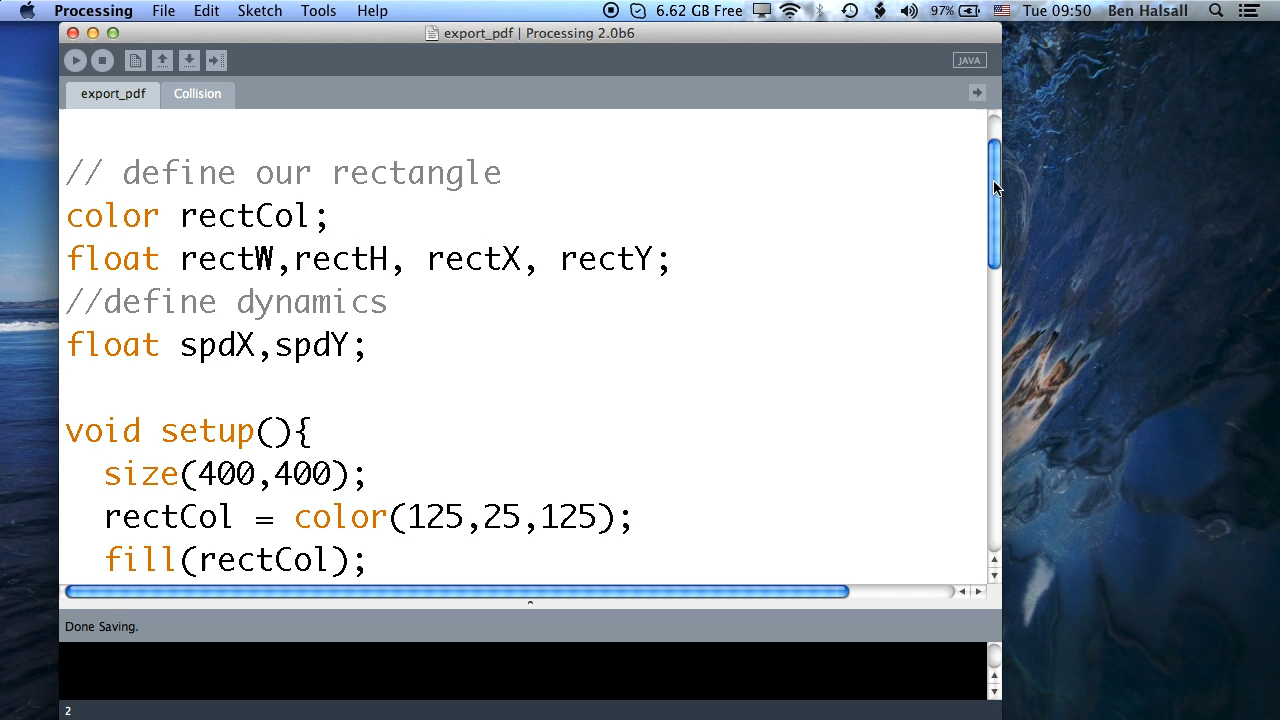 Processing File Edit Sketch Tools Help 6.62 GB Free 97% Tue 09:50 Ben Halsall
export_pdf | Processing 2.0b6
JAVA
export_pdf Collision
// define our rectangle
color rectCol;
float rectW,rectH, rectX, rectY;
//define dynamics
float spdX,spdY;
void setup(){
size(400,400);
rectCol = color(125,25,125);
fill(rectCol);
Done Saving.
2